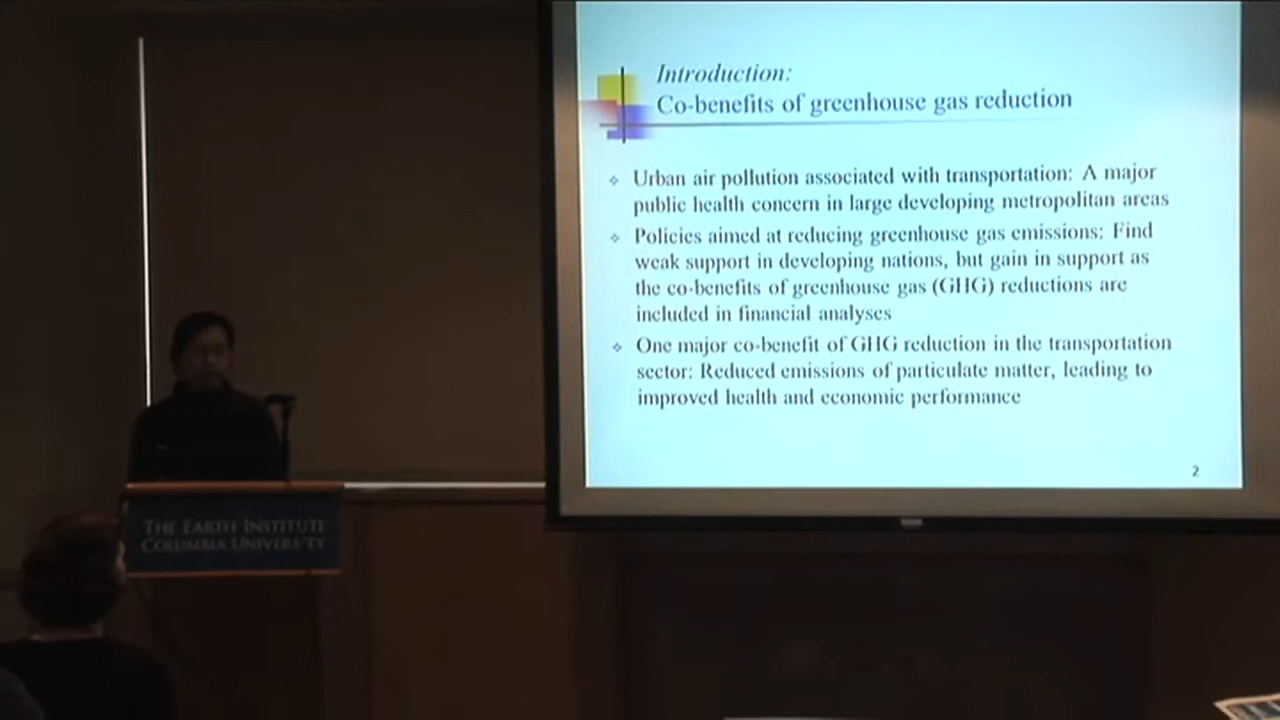 Introduction:
Co-benefits of greenhouse gas reduction
Urban air pollution associated with transportation: A major
public health concern in large developing metropolitan areas
Policies aimed at reducing greenhouse gas emissions: Find
weak support in developing nations, but gain in support as
the co-benefits of greenhouse gas (GHG) reductions are
included in financial analyses
One major co-benefit of GHG reduction in the transportation
sector: Reduced emissions of particulate matter, leading to
improved health and economic performance
2
THE EARTH INSTITUTE
COLUMBIA UNIVERSITY